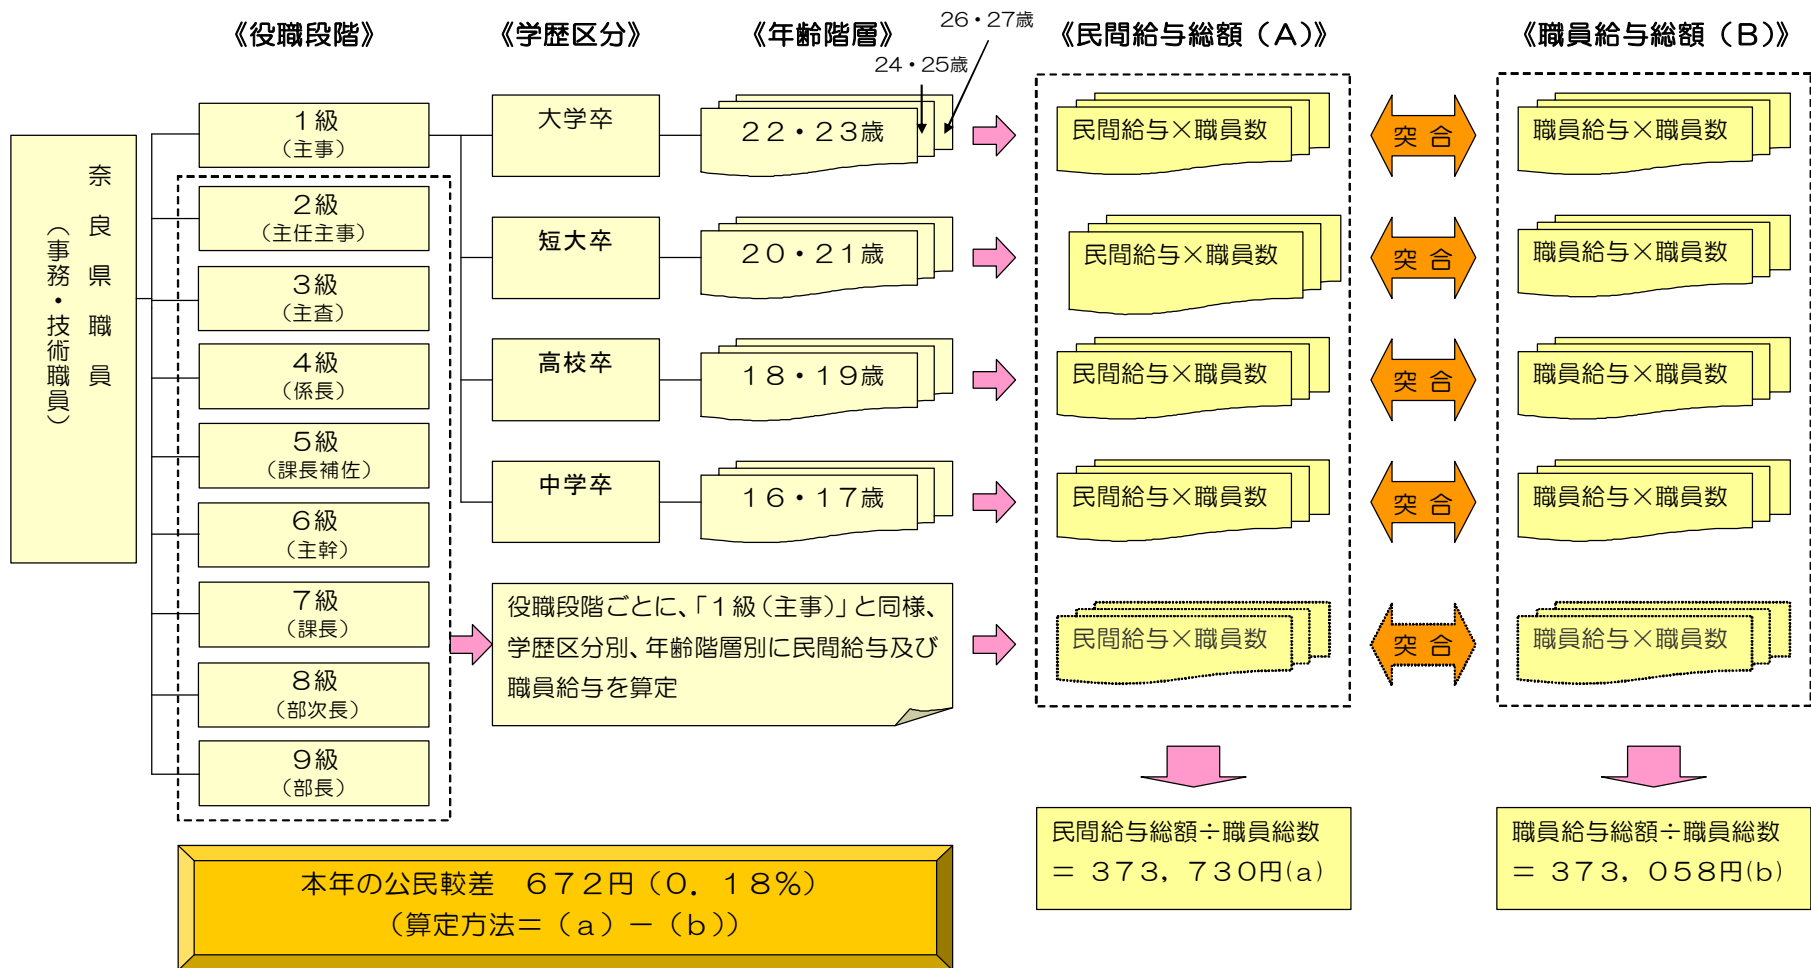 《役職段階》
《学歴区分》
《年齢階層》
26・27歳
24・25歳
《民間給与総額（A）》
《職員給与総額（B）》
奈良県職員
（事務・技術職員）
１級
（主事）
２級
（主任主事）
３級
（主査）
４級
（係長）
５級
（課長補佐）
６級
（主幹）
７級
（課長）
８級
（部次長）
９級
（部長）
大学卒
２２・２３歳
民間給与×職員数
突 合
職員給与×職員数
短大卒
２０・２１歳
民間給与×職員数
突 合
職員給与×職員数
高校卒
１８・１９歳
民間給与×職員数
突 合
職員給与×職員数
中学卒
１６・１７歳
民間給与×職員数
突 合
職員給与×職員数
役職段階ごとに、「１級（主事）」と同様、
学歴区分別、年齢階層別に民間給与及び
職員給与を算定
民間給与×職員数
突 合
職員給与×職員数
民間給与総額÷職員総数
＝ ３７３，７３０円(a)
職員給与総額÷職員総数
＝ ３７３，０５８円(b)
本年の公民較差　６７２円（０．１８％）
（算定方法＝（ａ）－（ｂ））